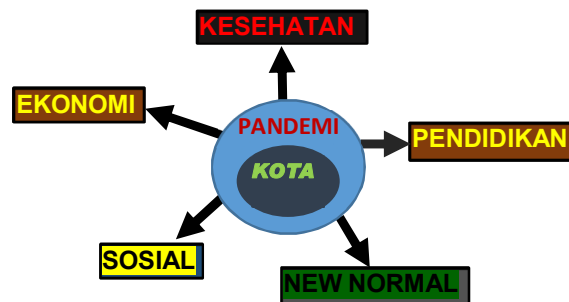 KESEHATAN
EKONOMI
PANDEMI
PENDIDIKAN
KOTA
SOSIAL
NEW NORMAL